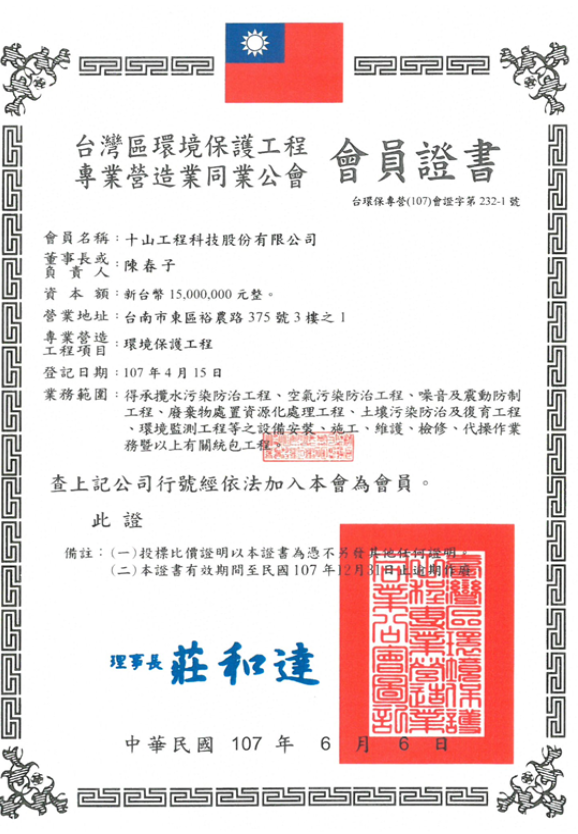 台灣區環境保護工程
專業營造業同業公會
會員證書
台環保專營(107)會證字第 232-1 號
會員名稱：十山工程科技股份有限公司
董事長或
負責人：陳春子
資本額：新台幣 15,000,000 元整。
營業地址：台南市東區裕農路 375 號 3 樓之 1
專業營造
工程項目：環境保護工程
登記日期：107 年 4 月 15 日
業務範圍：得承攬水污染防治工程、空氣污染防治工程、噪音及震動防制
工程、廢棄物處置資源化處理工程、土壤污染防治及復育工程
、環境監測工程等之設備安裝、施工、維護、檢修、代操作業
務暨以上有關統包工程。
查上記公司行號經依法加入本會為會員。
此證
備註：(一)投標比價證明以本證書為憑不另發其他任何證明。
(二)本證書有效期間至民國 107 年12月31日止逾期作廢
理事長 莊和達
台灣區環境保護
工程專業營造業
同業公會圖記
中華民國 107 年 6 月 6 日